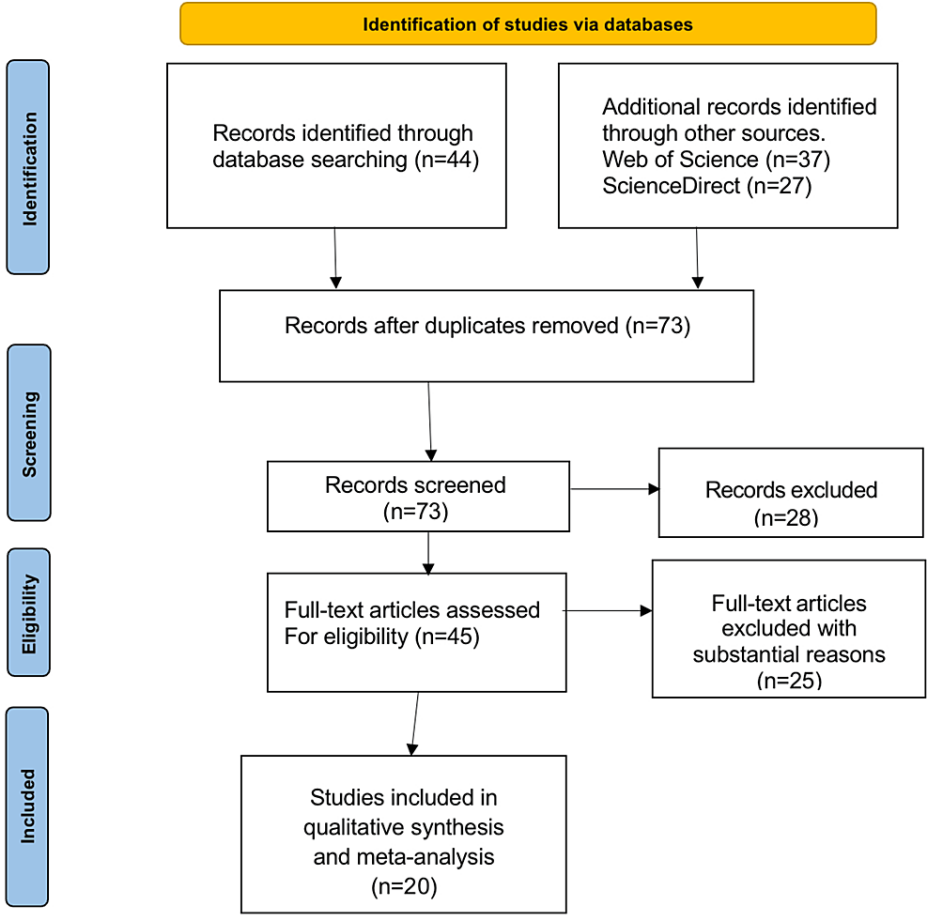 Identification of studies via databases
Identification
Records identified through
database searching (n=44)
Additional records identified
through other sources.
Web of Science (n=37)
ScienceDirect (n=27)
Records after duplicates removed (n=73)
Screening
Records screened
(n=73)
Records excluded
(n=28)
Eligibility
Full-text articles assessed
For eligibility (n=45)
Full-text articles
excluded with
substantial reasons
(n=25)
Included
Studies included in
qualitative synthesis
and meta-analysis
(n=20)